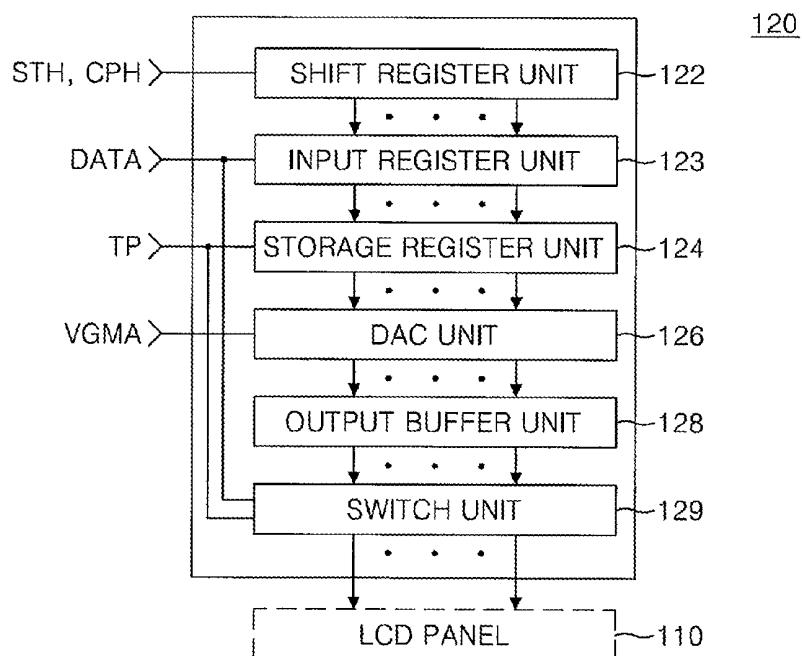 120
STH, CPH
SHIFT REGISTER UNIT
122
DATA
INPUT REGISTER UNIT
123
TP
STORAGE REGISTER UNIT
124
VGMA
DAC UNIT
126
OUTPUT BUFFER UNIT
128
SWITCH UNIT
129
LCD PANEL
110